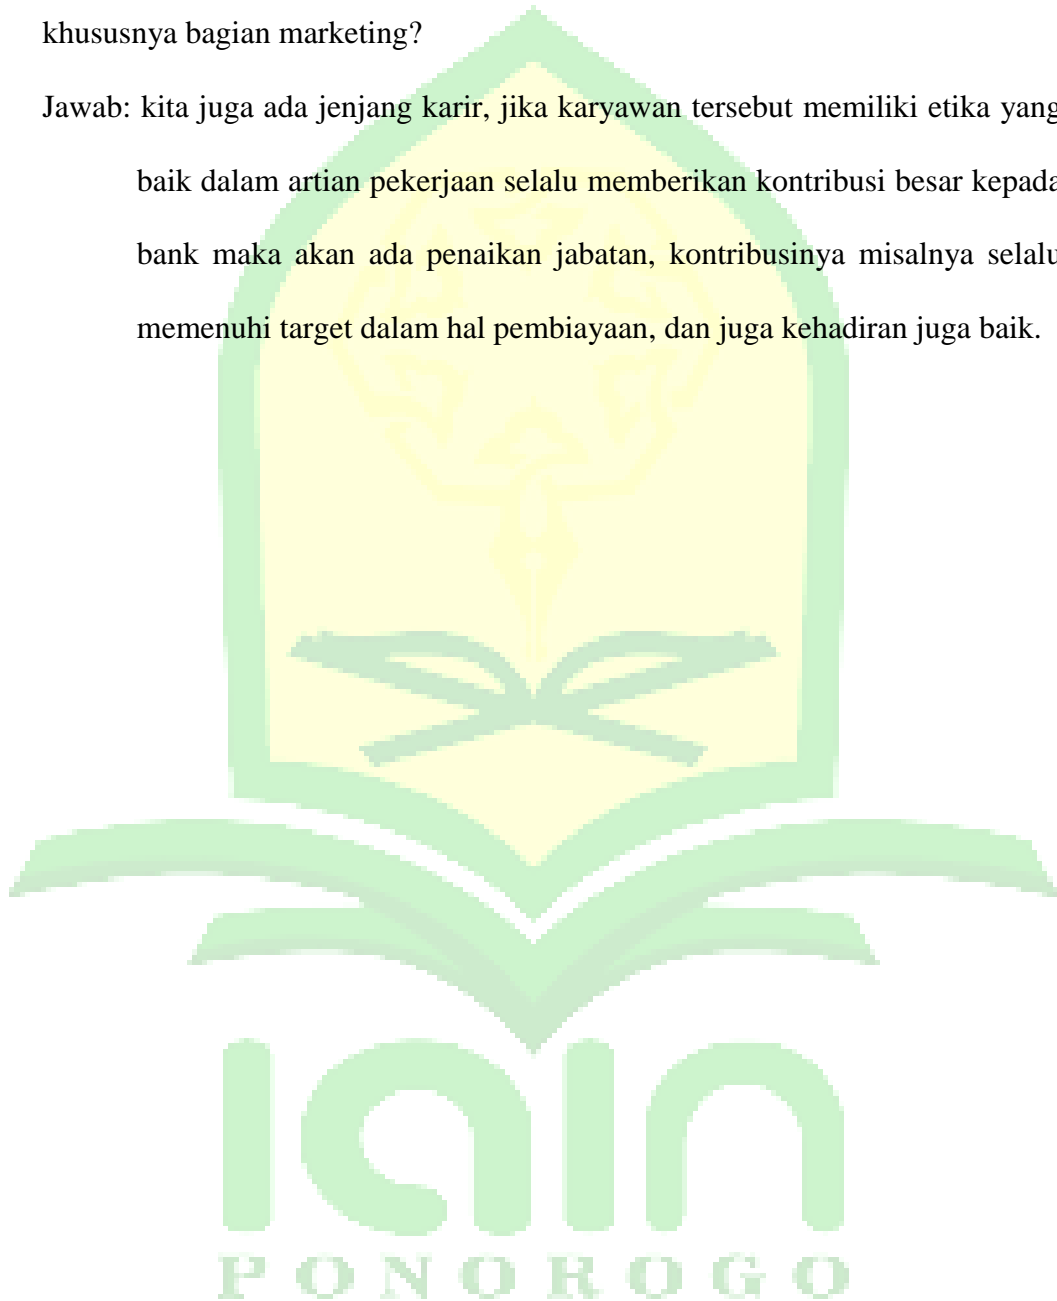 khususnya bagian marketing?
Jawab: kita juga ada jenjang karir, jika karyawan tersebut memiliki etika yang
baik dalam artian pekerjaan selalu memberikan kontribusi besar kepada
bank maka akan ada penaikan jabatan, kontribusinya misalnya selalu
memenuhi target dalam hal pembiayaan, dan juga kehadiran juga baik.
iain
PONOROGO